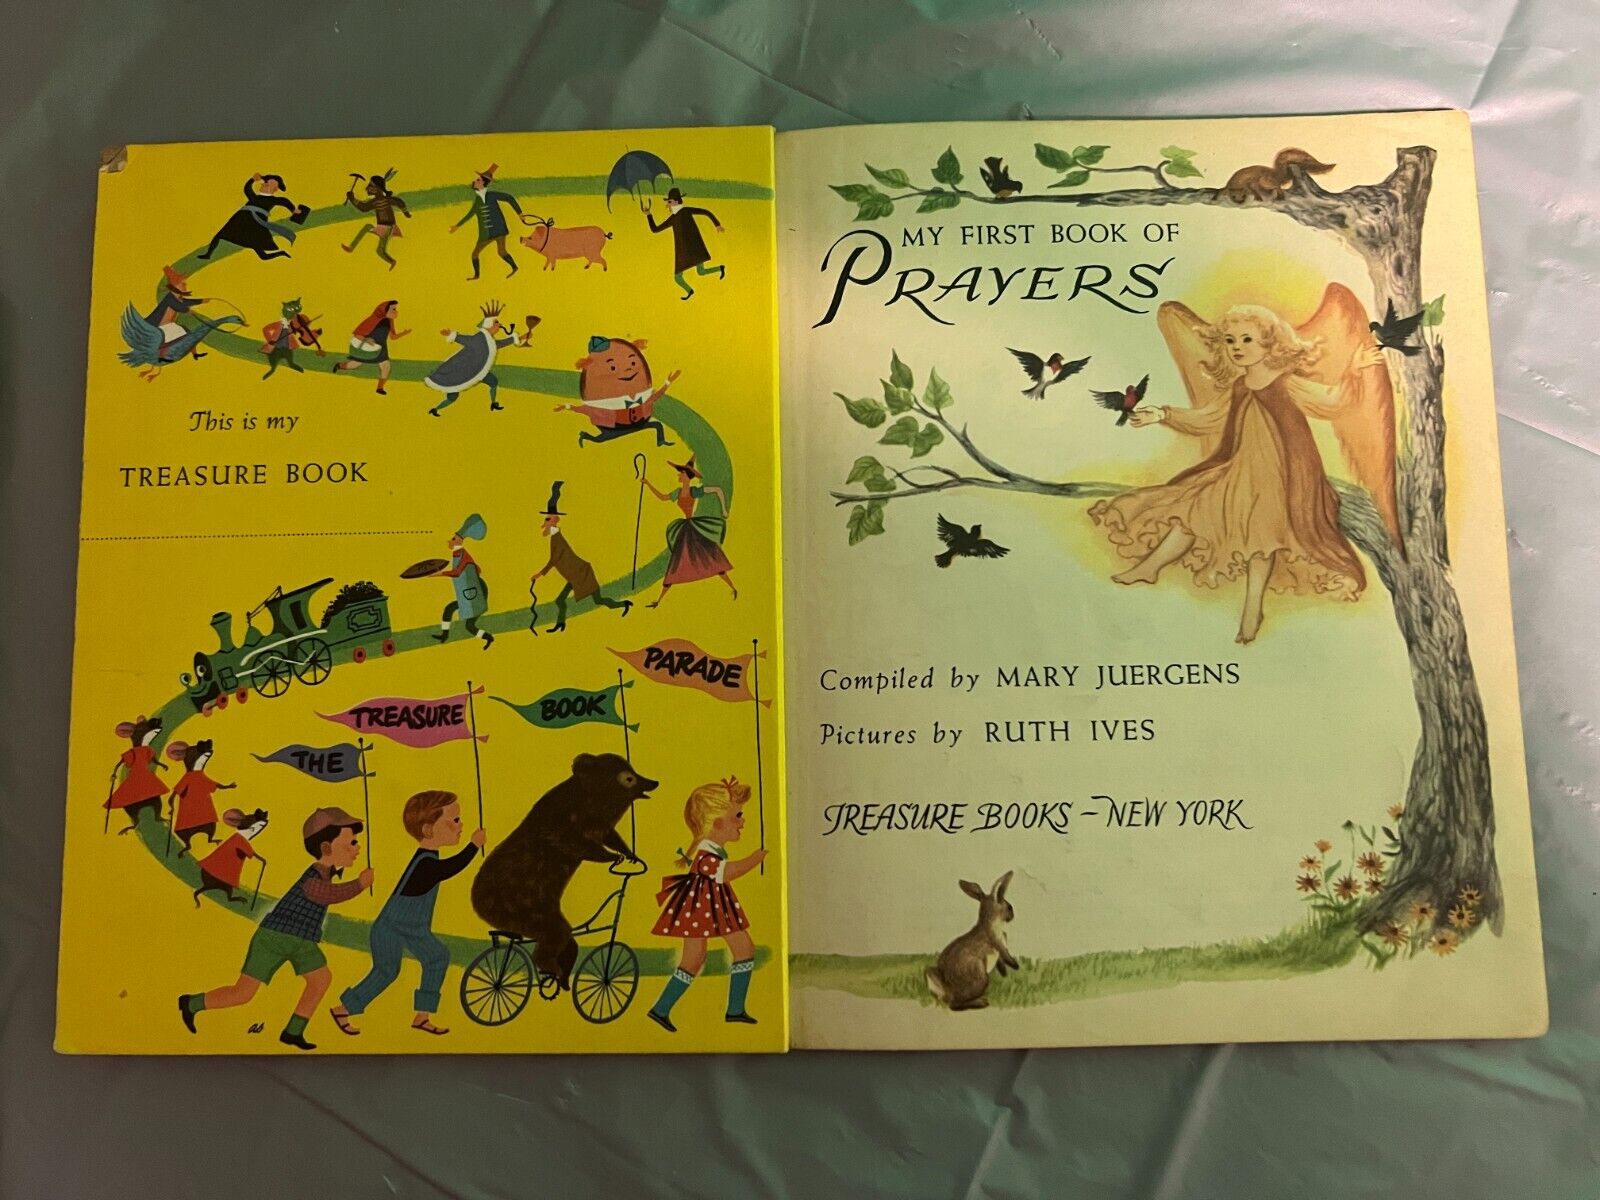 This is my
TREASURE BOOK
THE
TREASURE
BOOK
PARADE
as
MY FIRST BOOK OF
PRAYERS
Compiled by MARY JUERGENS
Pictures by RUTH IVES
TREASURE BOOKS – NEW YORK